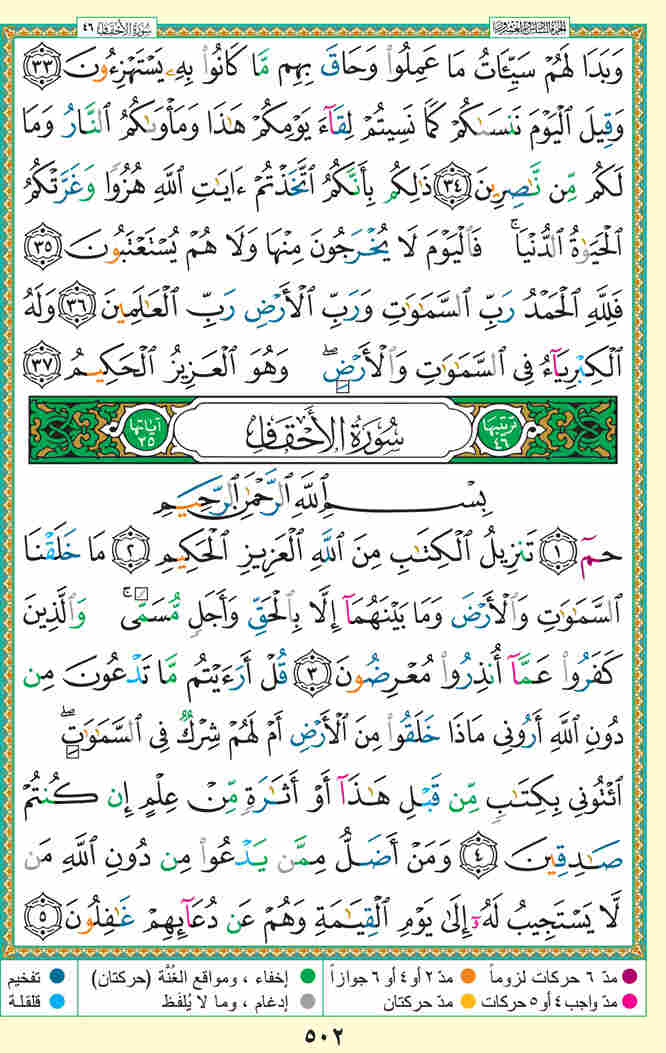 سُورَةُ الأَحْقَافِ ٤٦ الجزء السادس والعشرون
وَبَدَا لَهُمْ سَيِّـَٔاتُ مَا عَمِلُوا۟ وَحَاقَ بِهِم مَّا كَانُوا۟ بِهِۦ يَسْتَهْزِءُونَ ٣٣
وَقِيلَ ٱلْيَوْمَ نَنسَىٰكُمْ كَمَا نَسِيتُمْ لِقَآءَ يَوْمِكُمْ هَٰذَا وَمَأْوَىٰكُمُ ٱلنَّارُ وَمَا
لَكُم مِّن نَّٰصِرِينَ ٣٤ ذَٰلِكُم بِأَنَّكُمُ ٱتَّخَذْتُمْ ءَايَٰتِ ٱللَّهِ هُزُوًا وَغَرَّتْكُمُ
ٱلْحَيَوٰةُ ٱلدُّنْيَا ۚ فَٱلْيَوْمَ لَا يُخْرَجُونَ مِنْهَا وَلَا هُمْ يُسْتَعْتَبُونَ ٣٥
فَلِلَّهِ ٱلْحَمْدُ رَبِّ ٱلسَّمَٰوَٰتِ وَرَبِّ ٱلْأَرْضِ رَبِّ ٱلْعَٰلَمِينَ ٣٦ وَلَهُ
ٱلْكِبْرِيَآءُ فِى ٱلسَّمَٰوَٰتِ وَٱلْأَرْضِ ۖ وَهُوَ ٱلْعَزِيزُ ٱلْحَكِيمُ ٣٧
ترتيبها ٤٦ سُورَةُ الأَحْقَافِ آياتها ٣٥
بِسْمِ ٱللَّهِ ٱلرَّحْمَٰنِ ٱلرَّحِيمِ
حمٓ ١ تَنزِيلُ ٱلْكِتَٰبِ مِنَ ٱللَّهِ ٱلْعَزِيزِ ٱلْحَكِيمِ ٢ مَا خَلَقْنَا
ٱلسَّمَٰوَٰتِ وَٱلْأَرْضَ وَمَا بَيْنَهُمَآ إِلَّا بِٱلْحَقِّ وَأَجَلٍ مُّسَمًّى ۚ وَٱلَّذِينَ
كَفَرُوا۟ عَمَّآ أُنذِرُوا۟ مُعْرِضُونَ ٣ قُلْ أَرَءَيْتُم مَّا تَدْعُونَ مِن
دُونِ ٱللَّهِ أَرُونِى مَاذَا خَلَقُوا۟ مِنَ ٱلْأَرْضِ أَمْ لَهُمْ شِرْكٌ فِى ٱلسَّمَٰوَٰتِ ۖ
ٱئْتُونِى بِكِتَٰبٍ مِّن قَبْلِ هَٰذَآ أَوْ أَثَٰرَةٍ مِّنْ عِلْمٍ إِن كُنتُمْ
صَٰدِقِينَ ٤ وَمَنْ أَضَلُّ مِمَّن يَدْعُوا۟ مِن دُونِ ٱللَّهِ مَن
لَّا يَسْتَجِيبُ لَهُۥٓ إِلَىٰ يَوْمِ ٱلْقِيَٰمَةِ وَهُمْ عَن دُعَآئِهِمْ غَٰفِلُونَ ٥
مدّ ٦ حركات لزوماً مدّ ٢ أو ٤ أو ٦ جوازاً إخفاء ، ومواقع الغُنَّة (حركتان) تفخيم
مدّ واجب ٤ أو ٥ حركات مدّ حركتان إدغام ، وما لا يُلفَظ قلقلة
٥٠٢